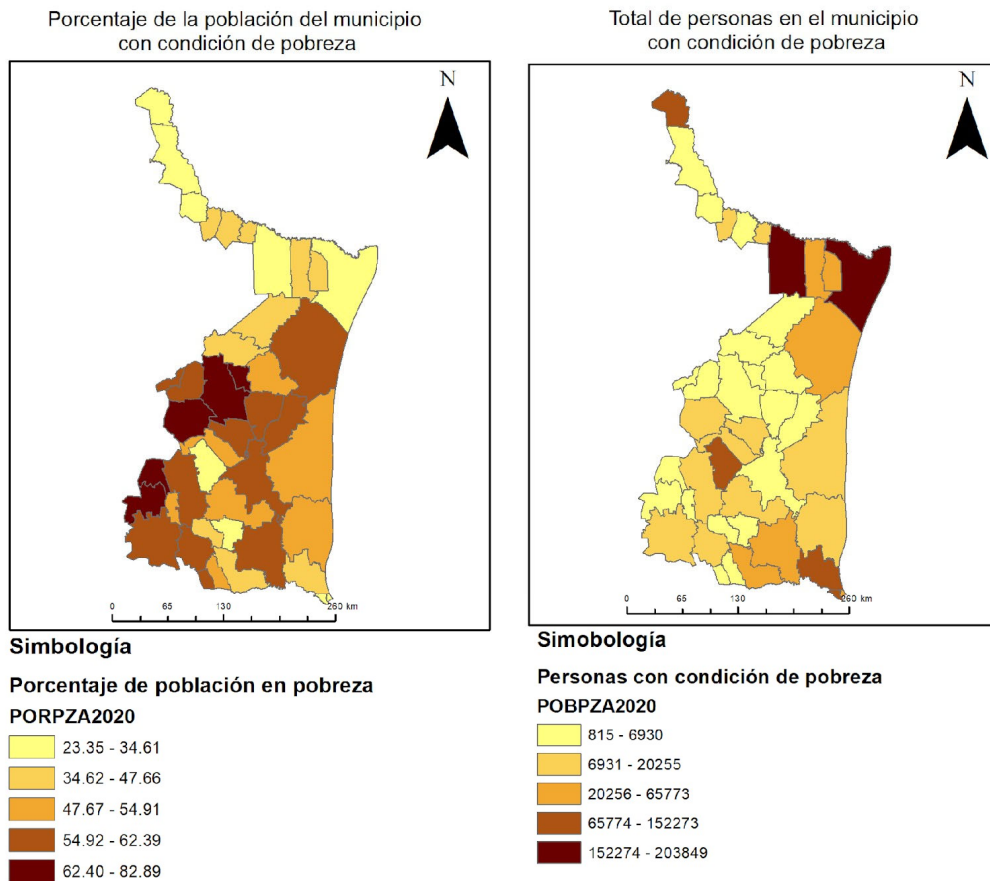 Porcentaje de la población del municipio
con condición de pobreza
N
0 65 130 260 km
Simbología
Porcentaje de población en pobreza
PORPZA2020
23.35 - 34.61
34.62 - 47.66
47.67 - 54.91
54.92 - 62.39
62.40 - 82.89
Total de personas en el municipio
con condición de pobreza
N
0 65 130 260 km
Simobología
Personas con condición de pobreza
POBPZA2020
815 - 6930
6931 - 20255
20256 - 65773
65774 - 152273
152274 - 203849